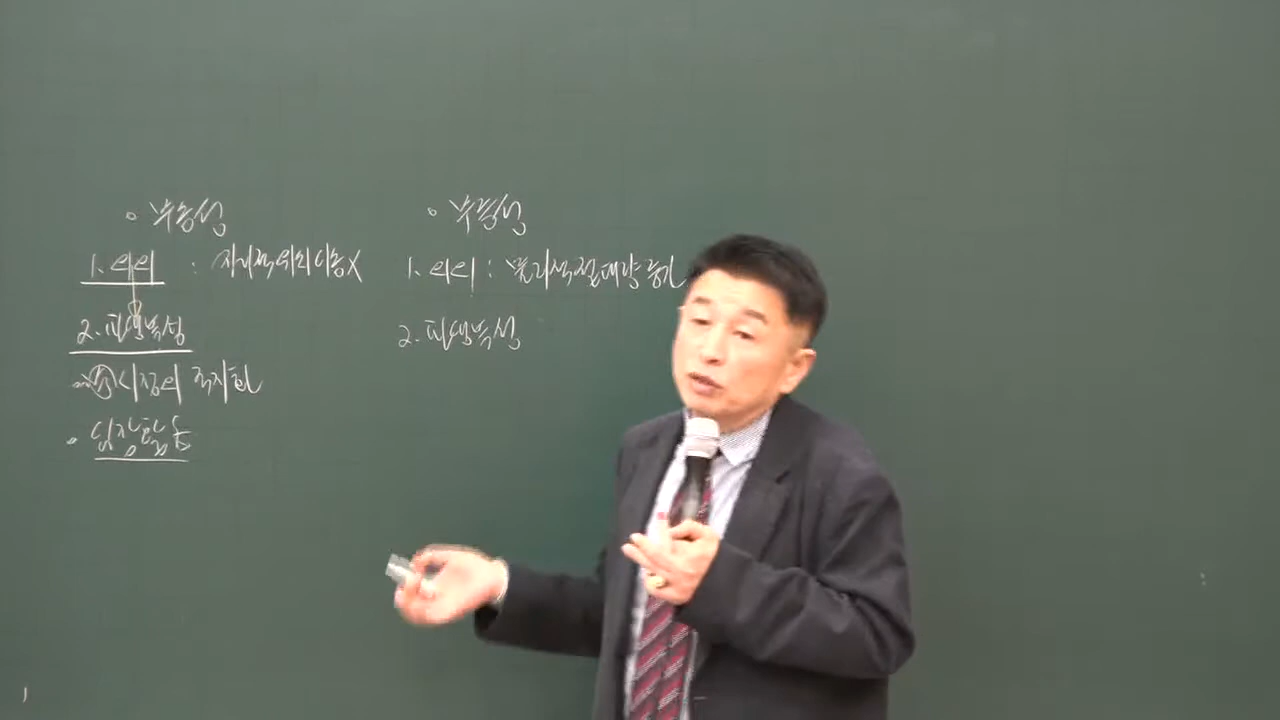 ◦ 부동성
1. 의의 : 지리적 위치 이동X
2. 파생특성
시장의 국지화
• 임장활동
◦ 부증성
1. 의의 : 물리적 절대량 증가
2. 파생특성